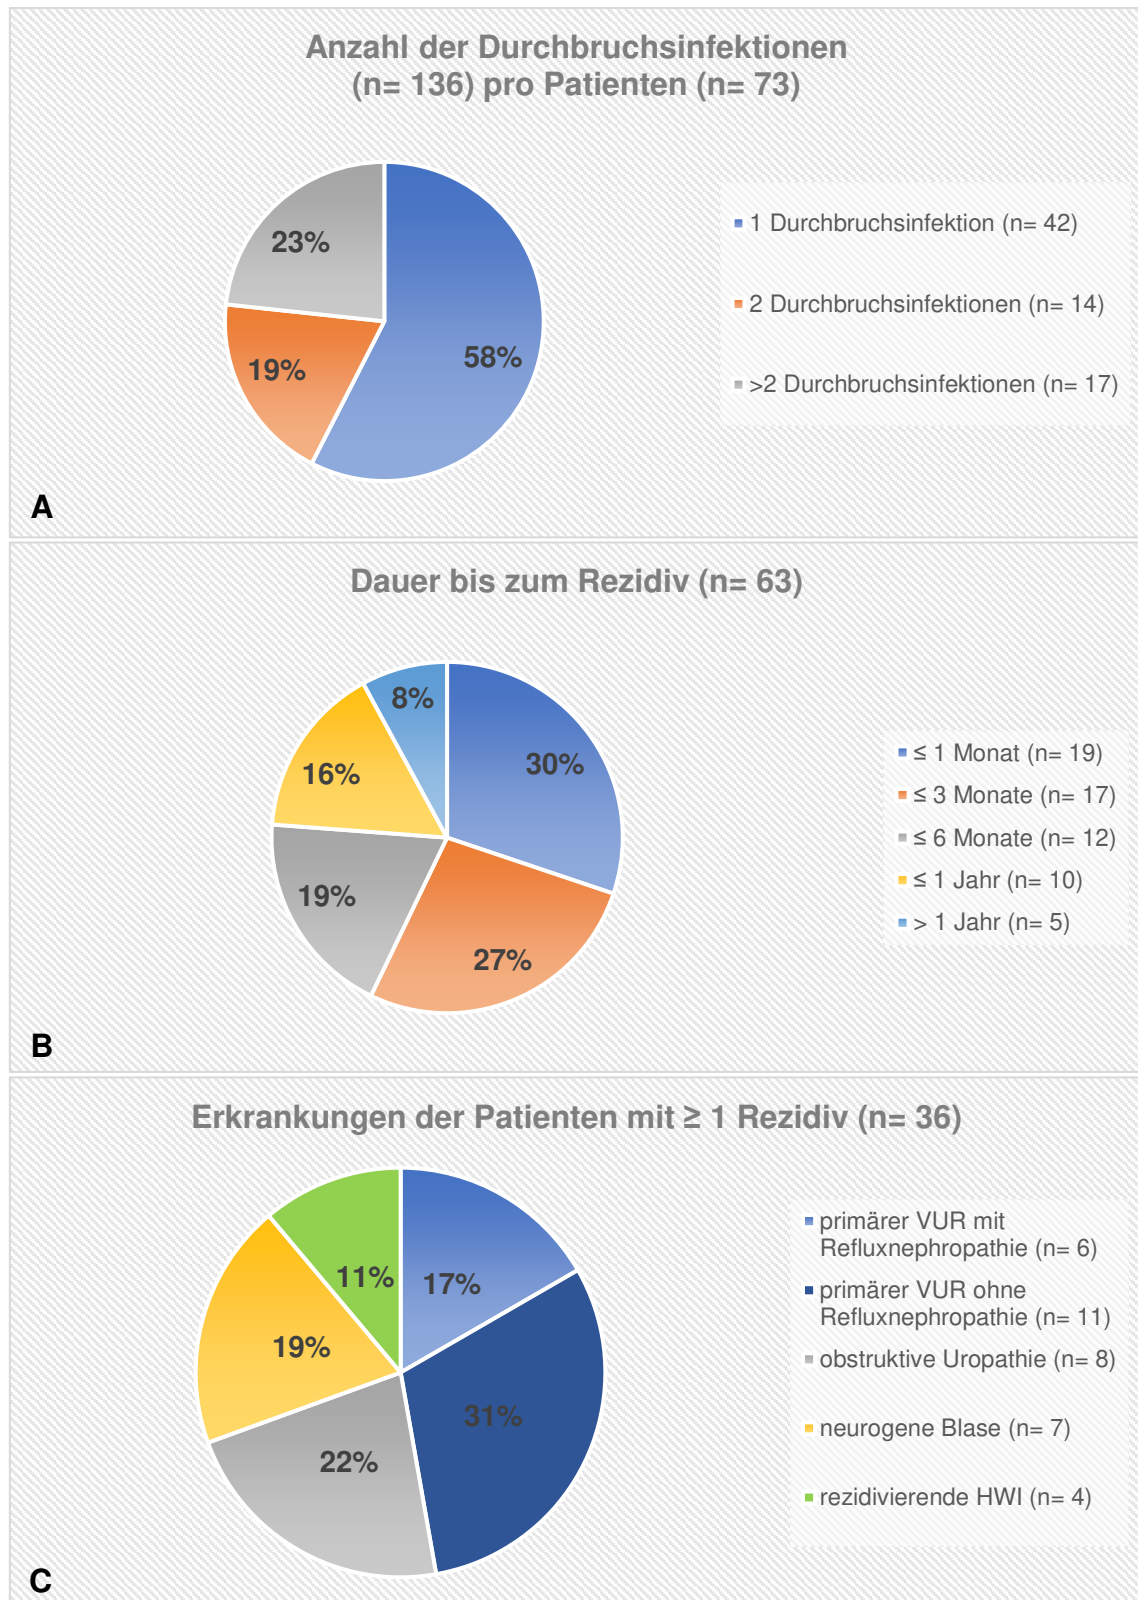 Anzahl der Durchbruchsinfektionen
(n= 136) pro Patienten (n= 73)
23%
19%
58%
1 Durchbruchsinfektion (n= 42)
2 Durchbruchsinfektionen (n= 14)
>2 Durchbruchsinfektionen (n= 17)
A
Dauer bis zum Rezidiv (n= 63)
8%
30%
16%
19%
27%
≤ 1 Monat (n= 19)
≤ 3 Monate (n= 17)
≤ 6 Monate (n= 12)
≤ 1 Jahr (n= 10)
> 1 Jahr (n= 5)
B
Erkrankungen der Patienten mit ≥ 1 Rezidiv (n= 36)
11%
17%
19%
31%
22%
primärer VUR mit
Refluxnephropathie (n= 6)
primärer VUR ohne
Refluxnephropathie (n= 11)
obstruktive Uropathie (n= 8)
neurogene Blase (n= 7)
rezidivierende HWI (n= 4)
C